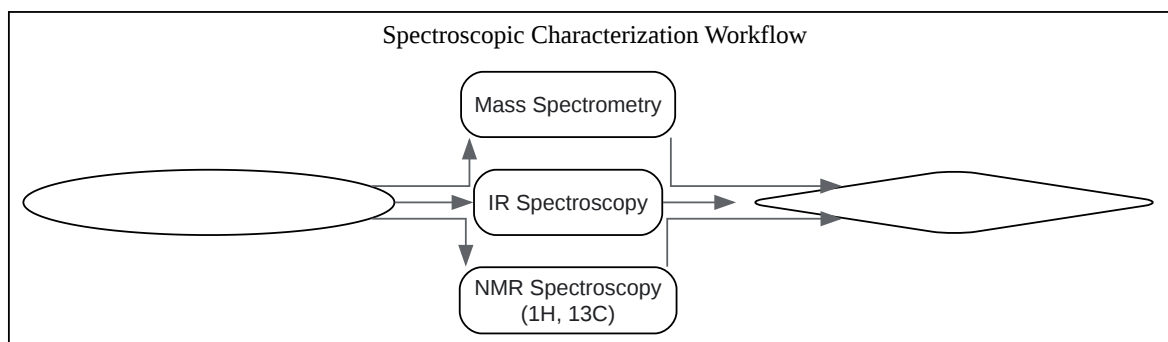 Spectroscopic Characterization Workflow
Mass Spectrometry
IR Spectroscopy
NMR Spectroscopy
(1H, 13C)